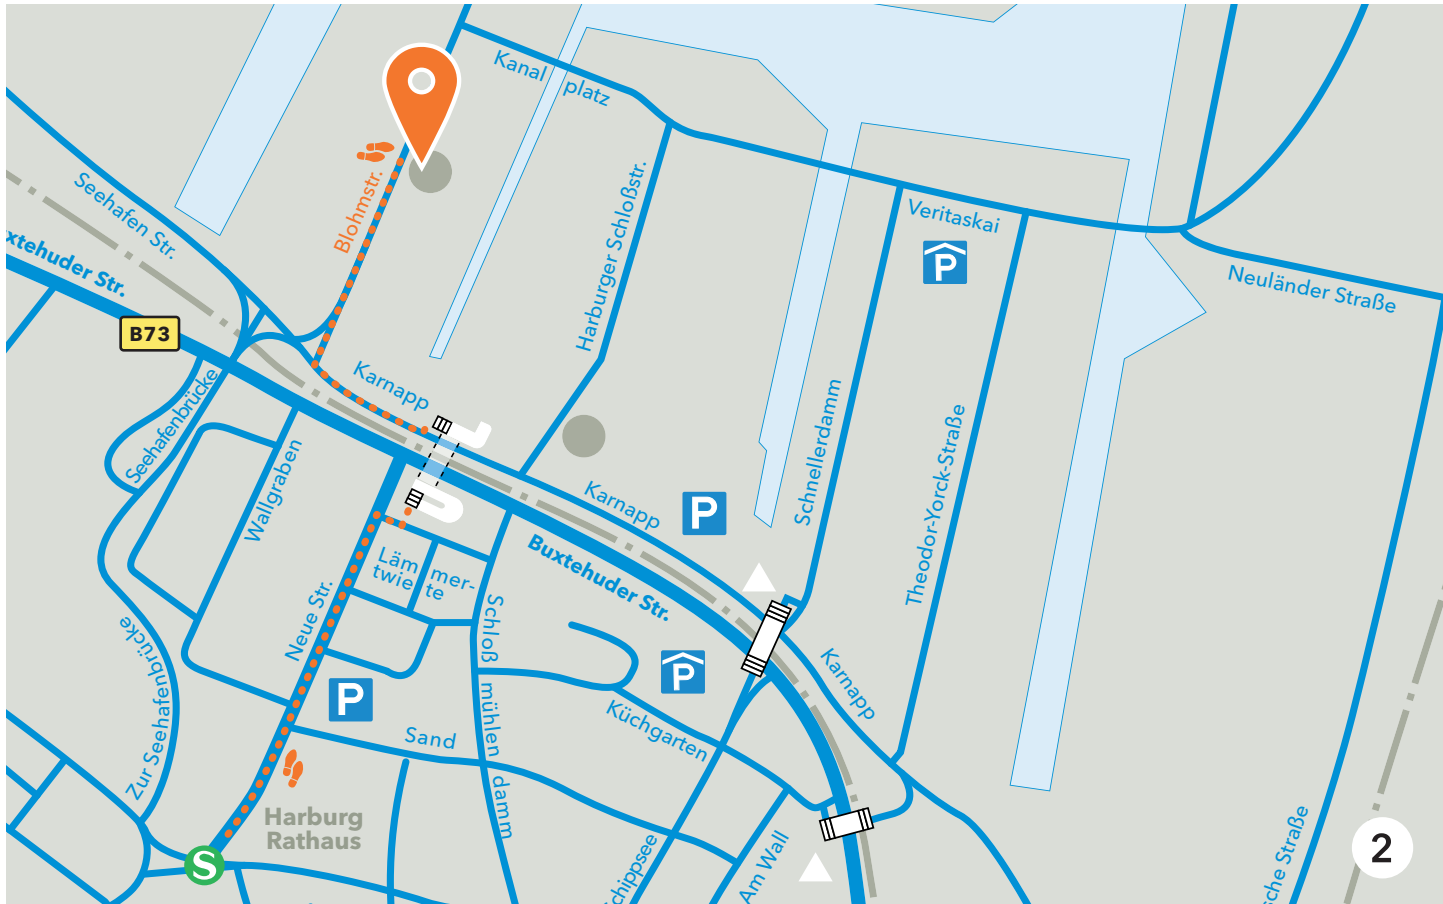 Kanal
platz
Blohmstr.
Seehafen Str.
xtehuder Str.
B73
Harburger Schloßstr.
Veritaskai
P
Neuländer Straße
Karnapp
Seehafenbrücke
Wallgraben
Karnapp
P
Schnellerdamm
Theodor-Yorck-Straße
Buxtehuder Str.
Läm mer-
twie te
Neue Str.
Schloß
mühlen
damm
Zur Seehafenbrücke
P
P
Karnapp
Küchgarten
Sand
Harburg
Rathaus
S
chippsee
Am Wall
sche Straße
2